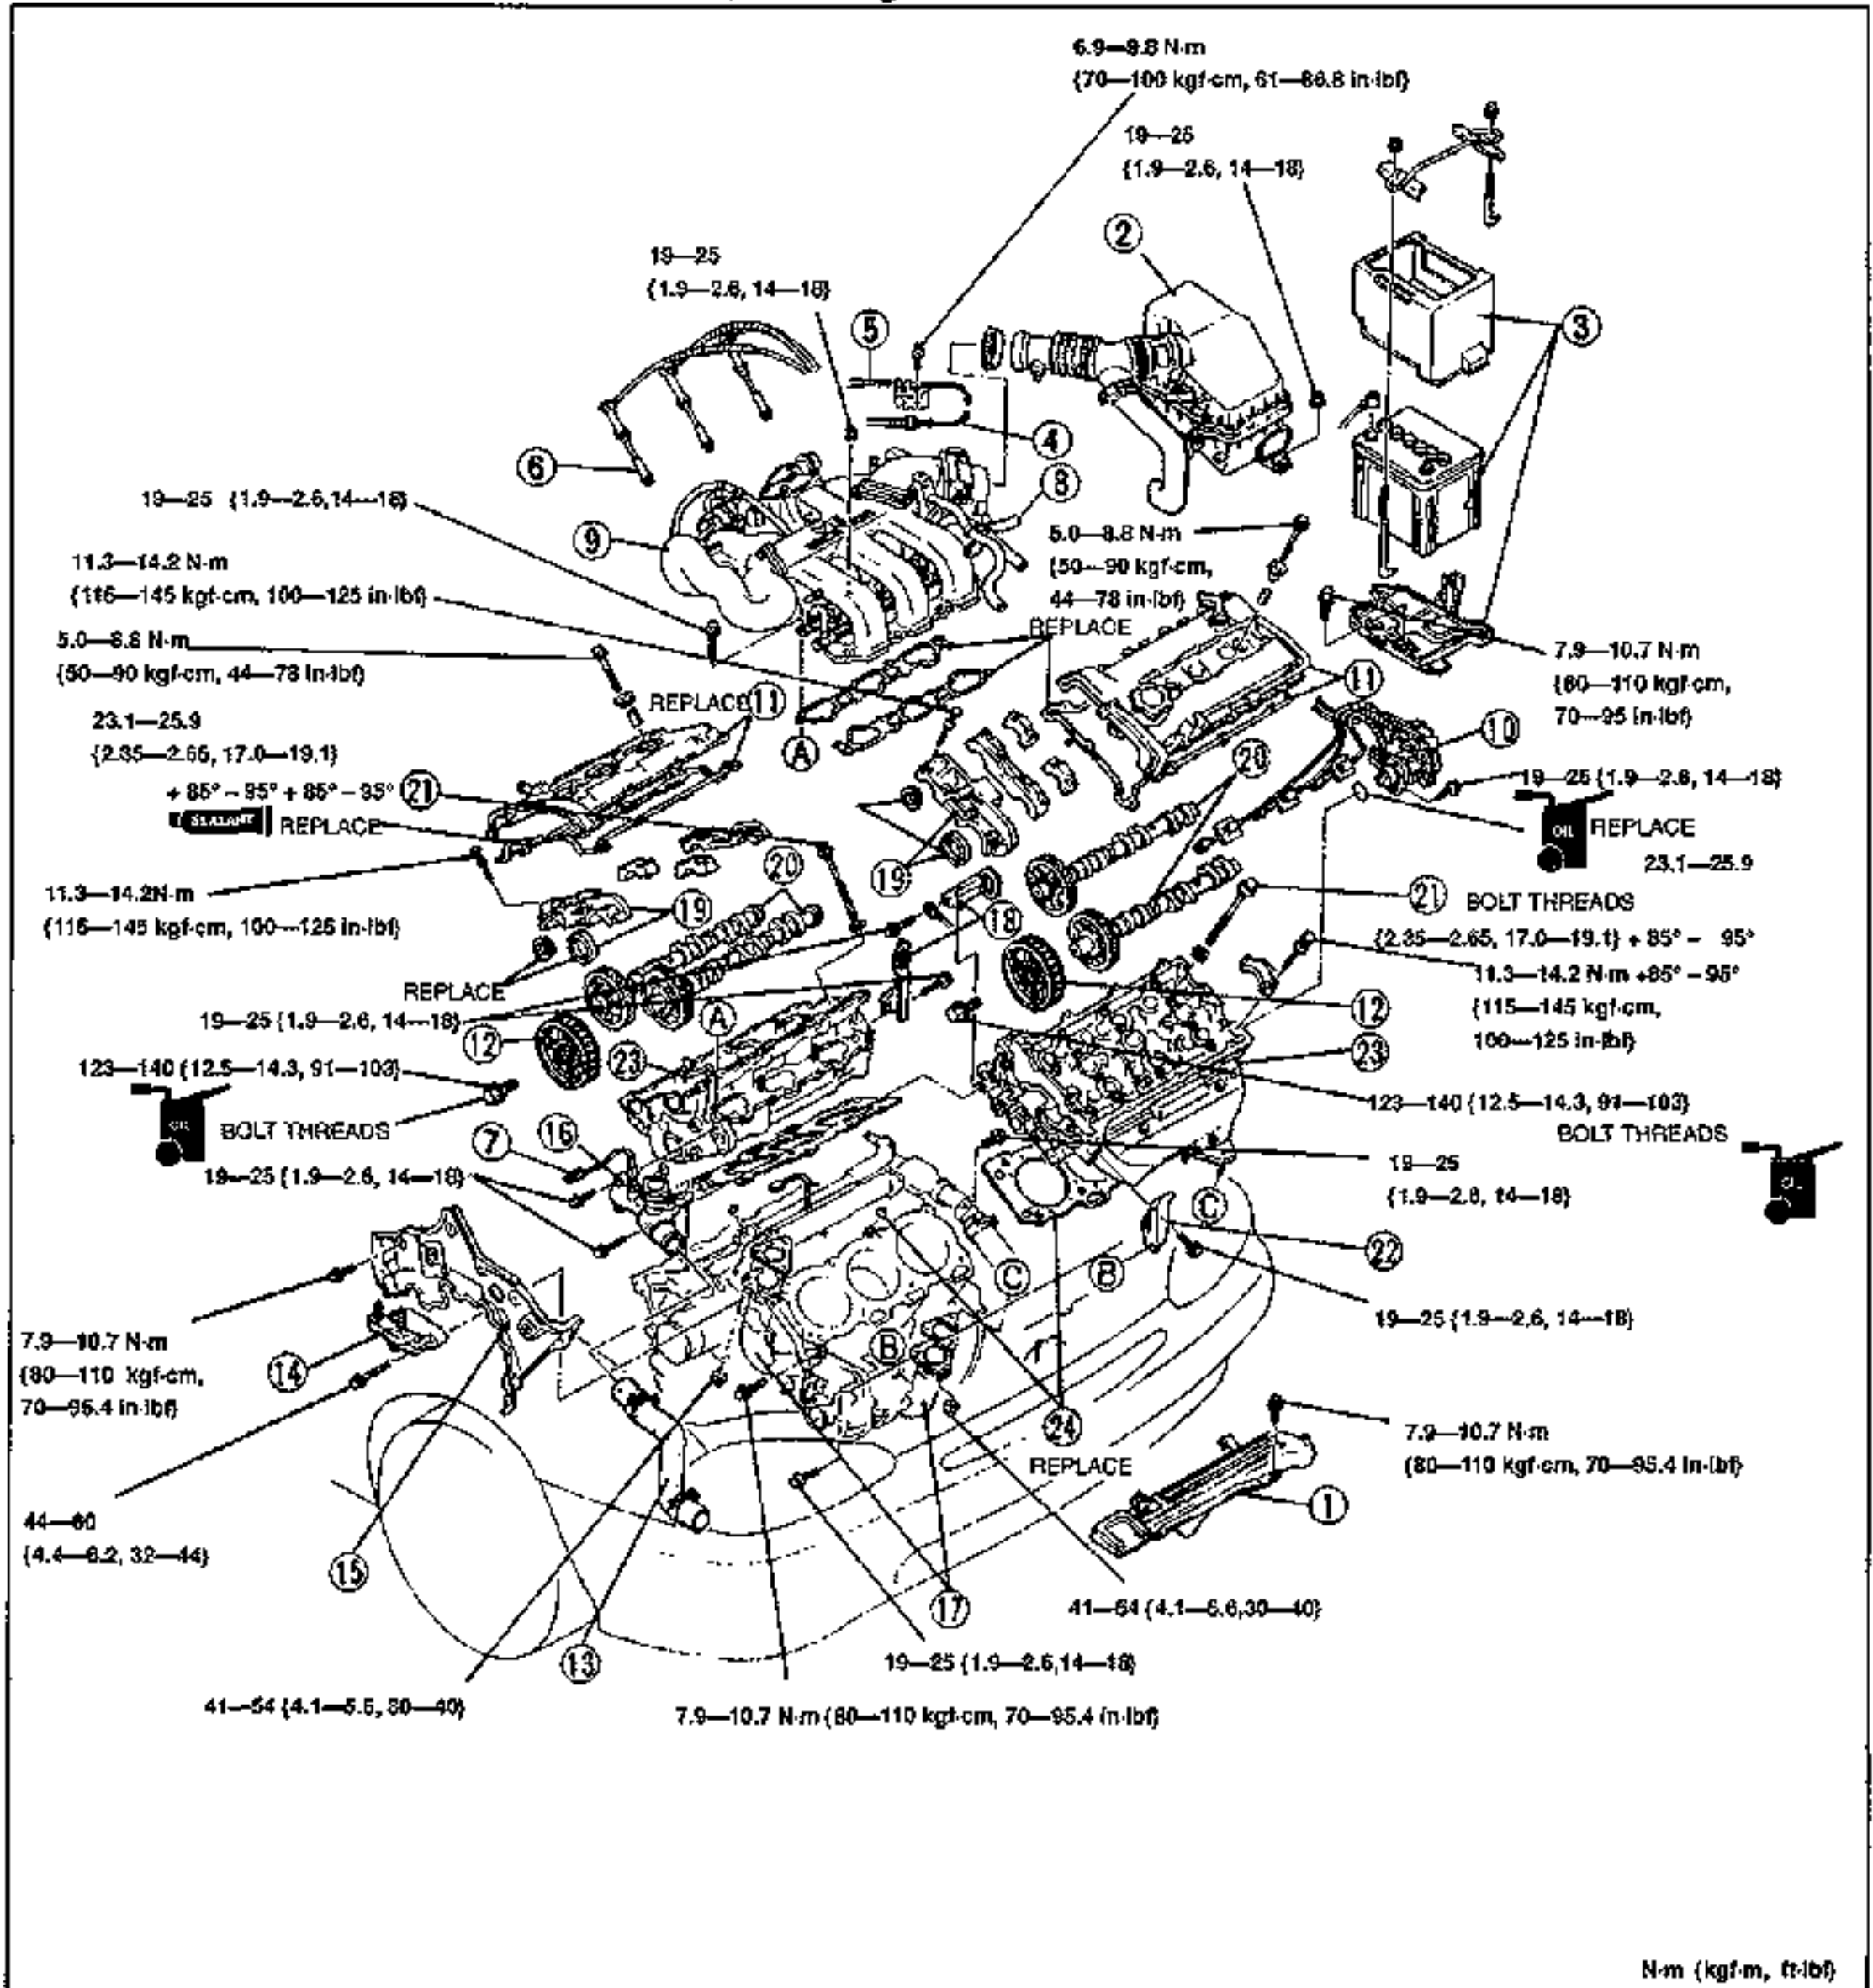 6.9—9.8 N·m
{70—100 kgf·cm, 61—86.8 in·lbf}
19—25
{1.9—2.6, 14—18}
2
19—25
{1.9—2.6, 14—18}
3
5
4
6
8
19—25 {1.9—2.6,14—18}
9
5.0—8.8 N·m
{50—90 kgf·cm,
44—78 in·lbf}
REPLACE
11.3—14.2 N·m
{115—145 kgf·cm, 100—125 in·lbf}
5.0—8.8 N·m
{50—90 kgf·cm, 44—78 in·lbf}
7.9—10.7 N·m
{80—110 kgf·cm,
70—95 in·lbf}
REPLACE
11
11
23.1—25.9
{2.35—2.65, 17.0—19.1}
+ 85° – 95° + 85° – 95°
21
A
20
10
19—25 {1.9—2.6, 14—18}
SEALANT
REPLACE
OIL
REPLACE
23.1—25.9
20
19
21
BOLT THREADS
{2.35—2.65, 17.0—19.1} + 85° – 95°
11.3—14.2N·m
{115—145 kgf·cm, 100—125 in·lbf}
19
18
11.3—14.2 N·m +85° – 95°
{115—145 kgf·cm,
100—125 in·lbf}
REPLACE
19—25 {1.9—2.6, 14—18}
12
A
12
23
23
123—140 {12.5—14.3, 91—103}
OIL
BOLT THREADS
123—140 {12.5—14.3, 91—103}
BOLT THREADS
OIL
7
16
19—25 {1.9—2.6, 14—18}
19—25
{1.9—2.6, 14—18}
C
22
C
B
19—25 {1.9—2.6, 14—18}
7.9—10.7 N·m
{80—110 kgf·cm,
70—95.4 in·lbf}
14
B
24
REPLACE
7.9—10.7 N·m
{80—110 kgf·cm, 70—95.4 in·lbf}
1
44—60
{4.4—6.2, 32—44}
15
17
41—54 {4.1—5.6,30—40}
13
19—25 {1.9—2.6,14—18}
41—54 {4.1—5.5, 30—40}
7.9—10.7 N·m {80—110 kgf·cm, 70—95.4 in·lbf}
N·m {kgf·m, ft·lbf}